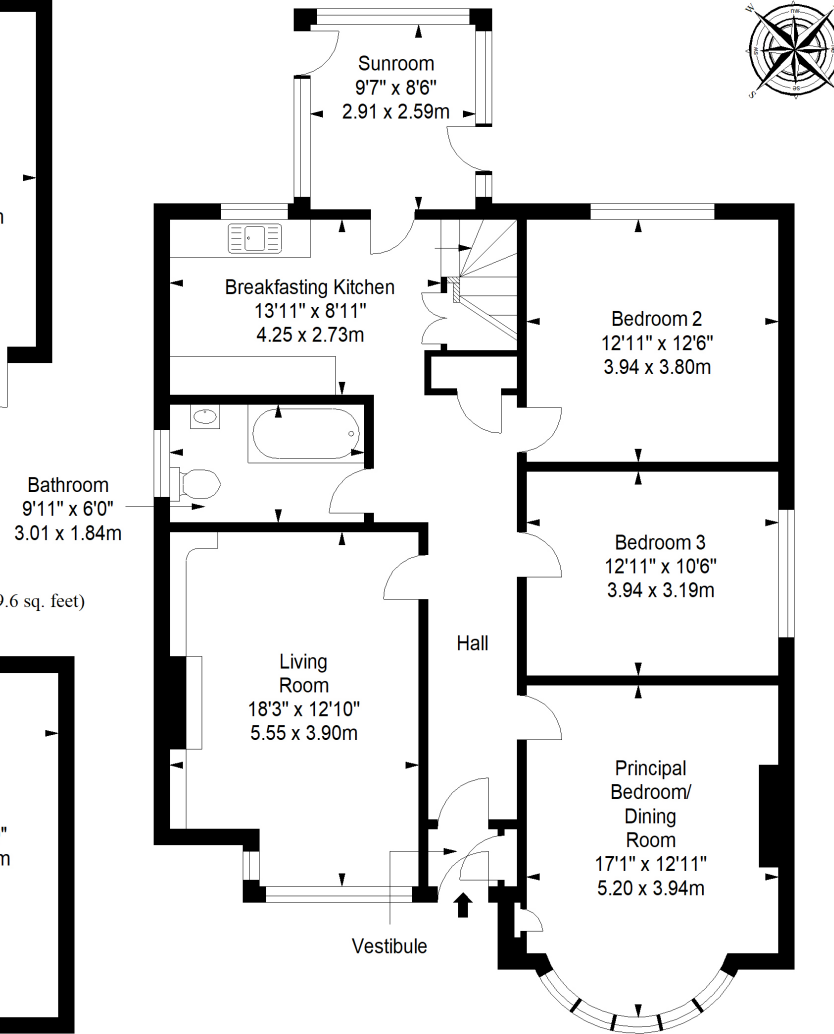 Sunroom
9'7" x 8'6"
2.91 x 2.59m
W
nw
sw
se
S
Breakfasting Kitchen
13'11" x 8'11"
4.25 x 2.73m
Bedroom 2
12'11" x 12'6"
3.94 x 3.80m
Bathroom
9'11" x 6'0"
3.01 x 1.84m
Bedroom 3
12'11" x 10'6"
3.94 x 3.19m
9.6 sq. feet)
Hall
Living
Room
18'3" x 12'10"
5.55 x 3.90m
Principal
Bedroom/
Dining
Room
17'1" x 12'11"
5.20 x 3.94m
"
m
Vestibule